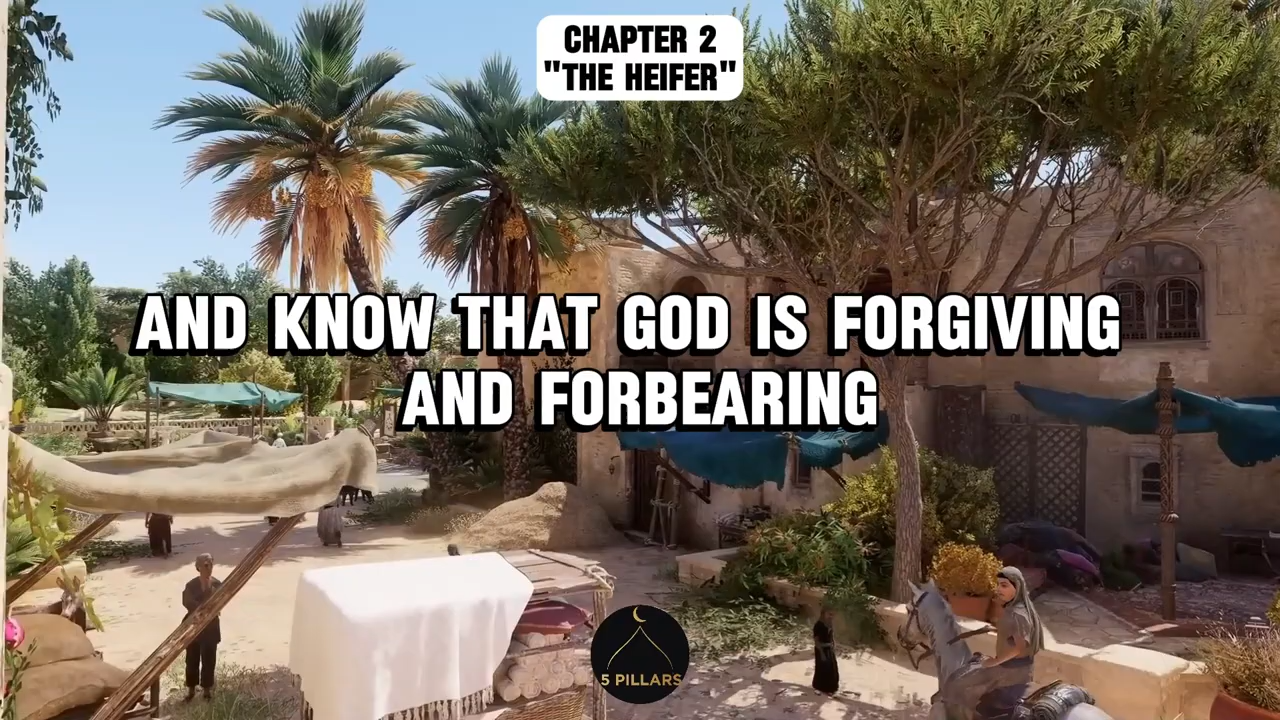 CHAPTER 2
"THE HEIFER"
AND KNOW THAT GOD IS FORGIVING
AND FORBEARING
5 PILLARS